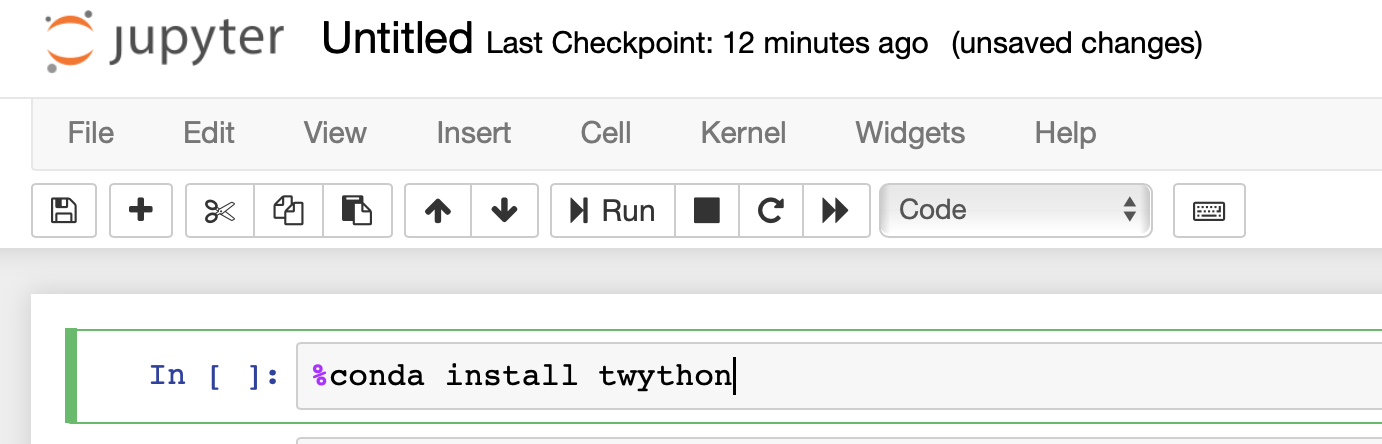 jupyter Untitled Last Checkpoint: 12 minutes ago (unsaved changes)
File Edit View Insert Cell Kernel Widgets Help
Run Code
In [ ]: %conda install twython